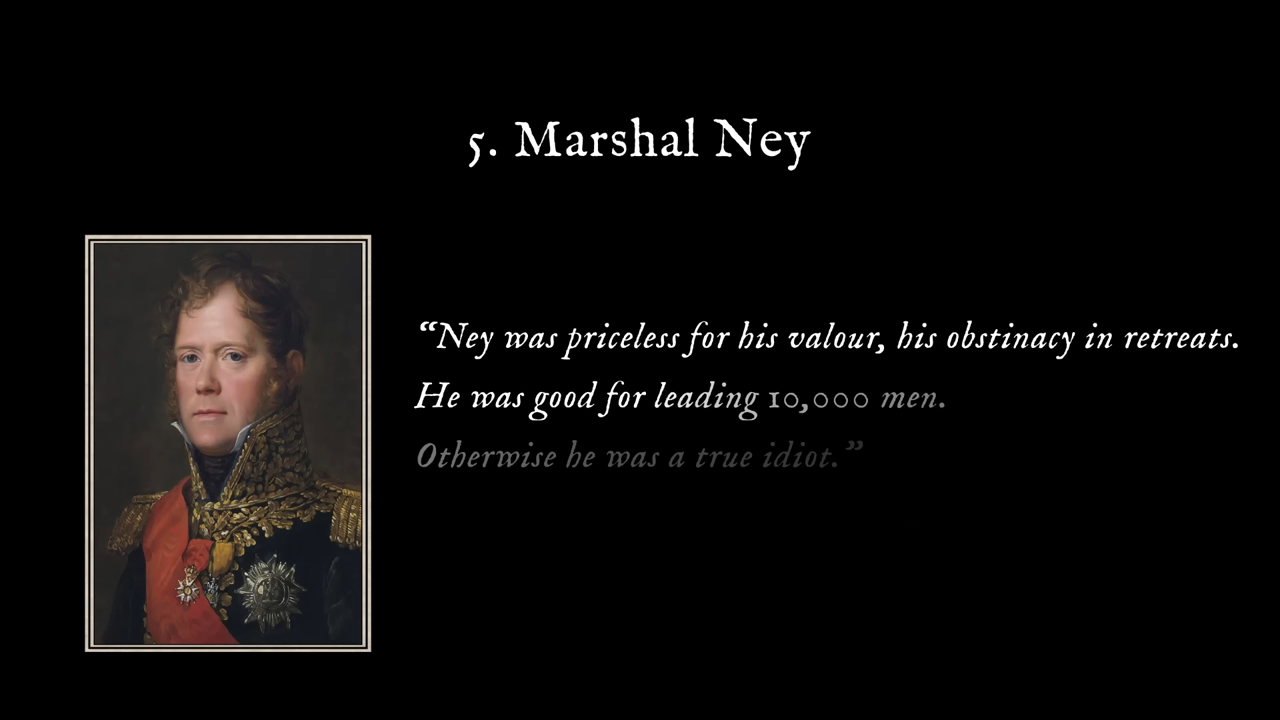 5. Marshal Ney
“Ney was priceless for his valour, his obstinacy in retreats.
He was good for leading 10,000 men.
Otherwise he was a true idiot.”